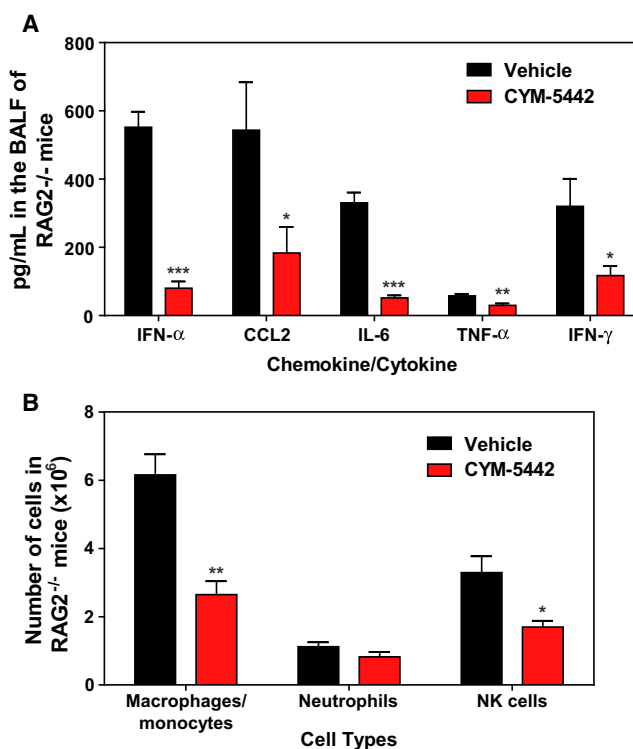 A
800
600
400
200
0
pg/mL in the BALF of
RAG2-/- mice
Vehicle
CYM-5442
***
*
***
**
*
IFN-α
CCL2
IL-6
TNF-α
IFN-γ
Chemokine/Cytokine
B
8
6
4
2
0
Number of cells in
RAG2-/- mice (x10⁶)
Vehicle
CYM-5442
**
*
Macrophages/
monocytes
Neutrophils
NK cells
Cell Types